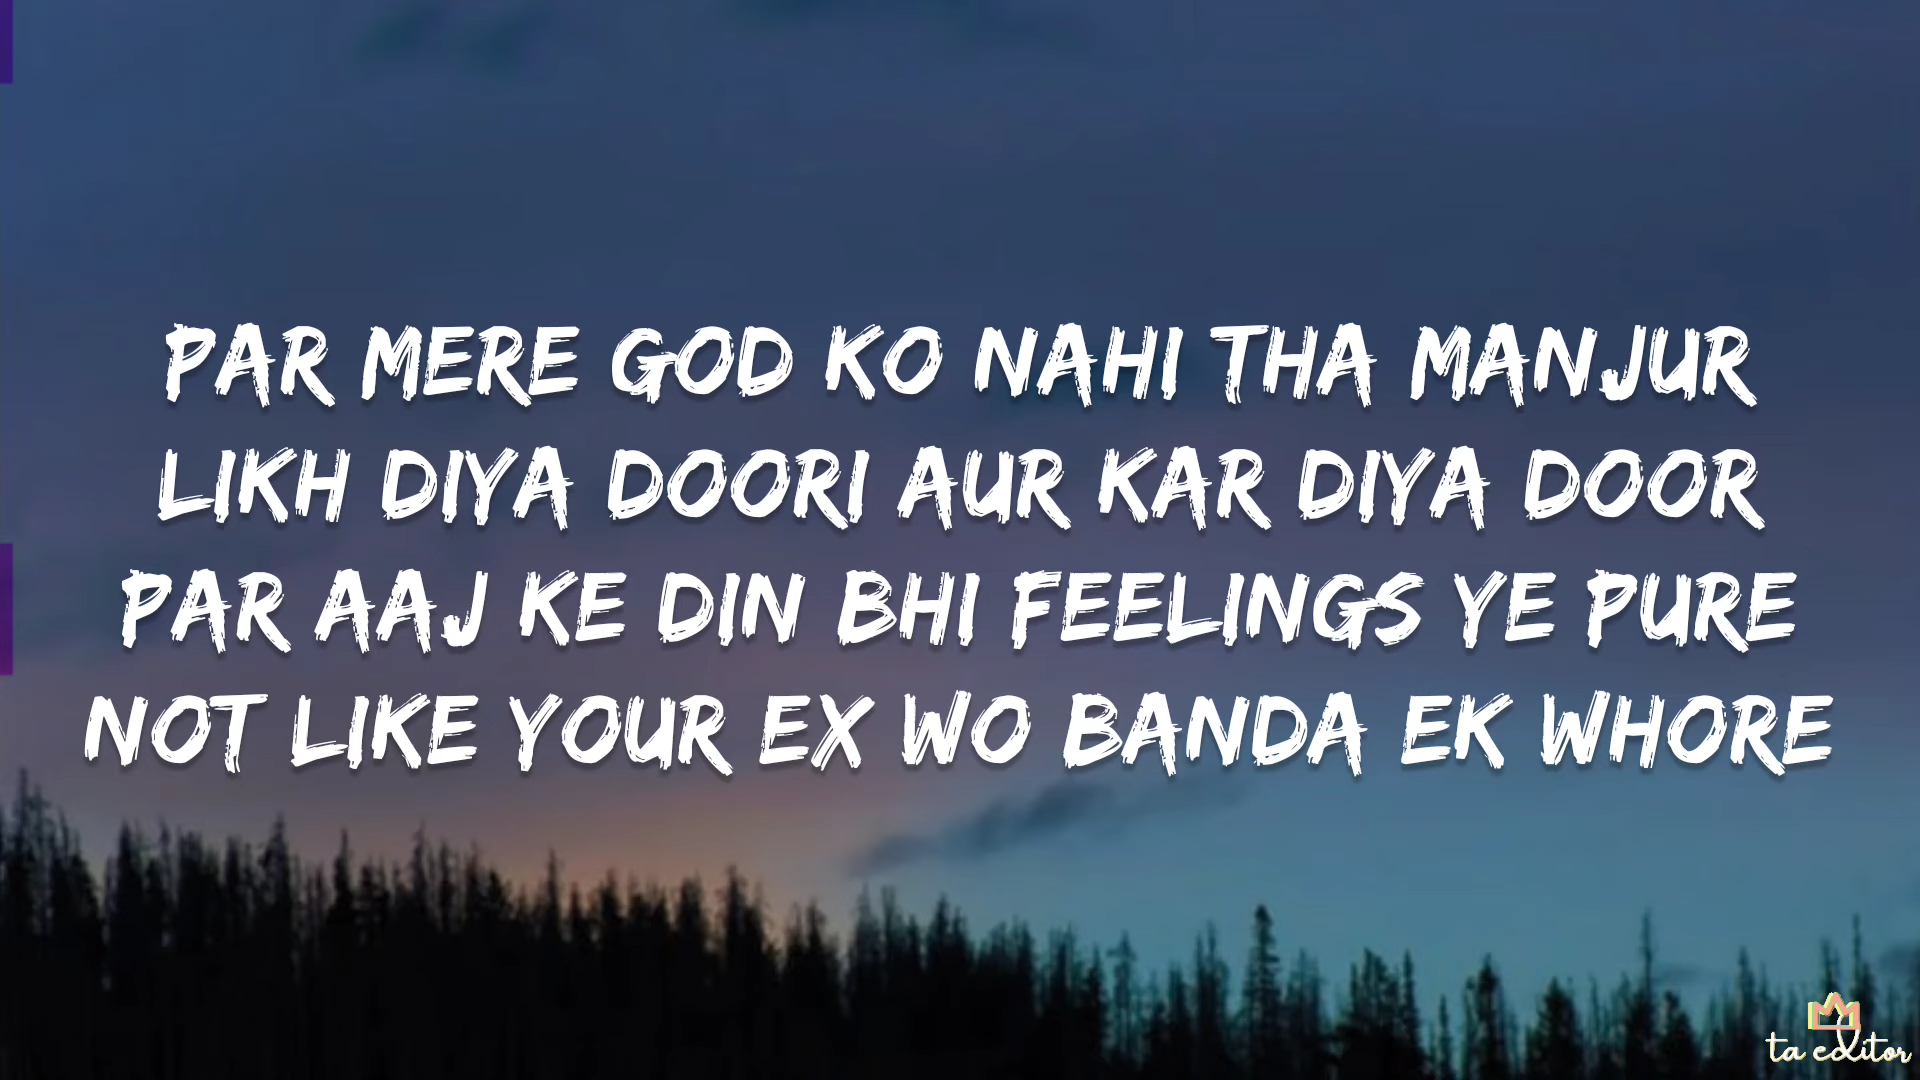 PAR MERE GOD KO NAHI THA MANJUR
LIKH DIYA DOORI AUR KAR DIYA DOOR
PAR AAJ KE DIN BHI FEELINGS YE PURE
NOT LIKE YOUR EX WO BANDA EK WHORE
ta editor